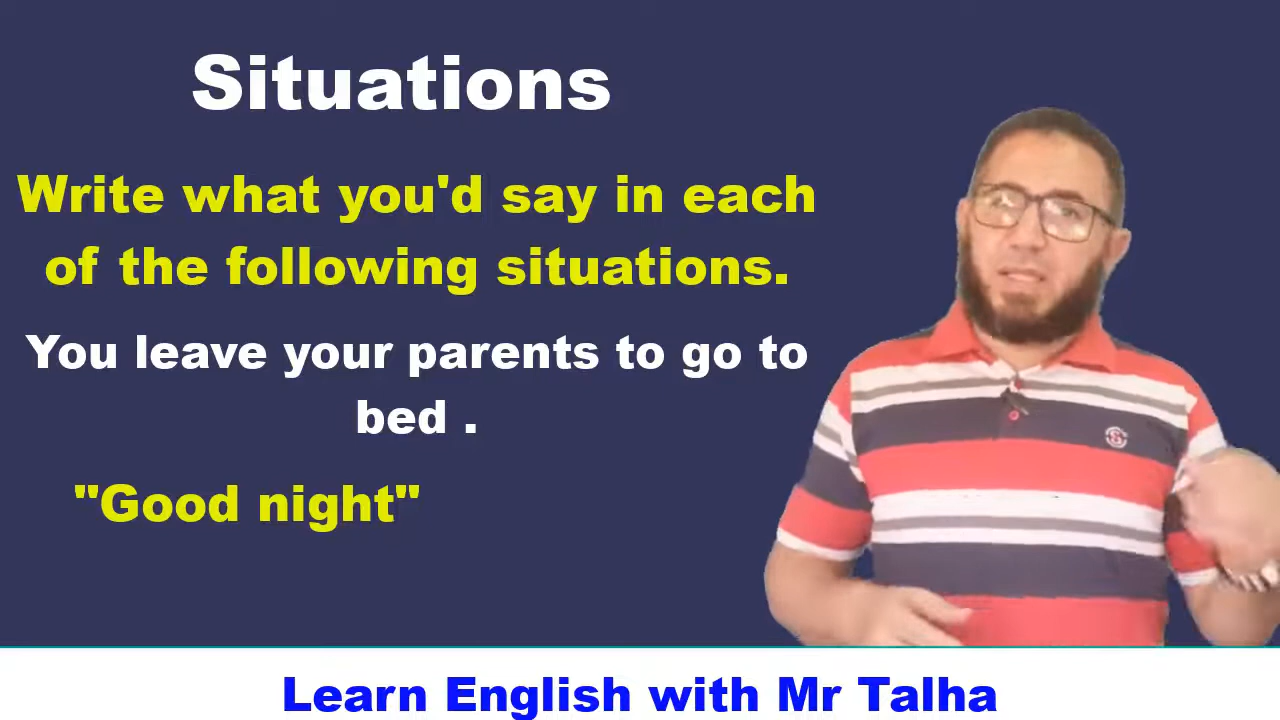 Situations
Write what you'd say in each
of the following situations.
You leave your parents to go to
bed .
"Good night"
Learn English with Mr Talha